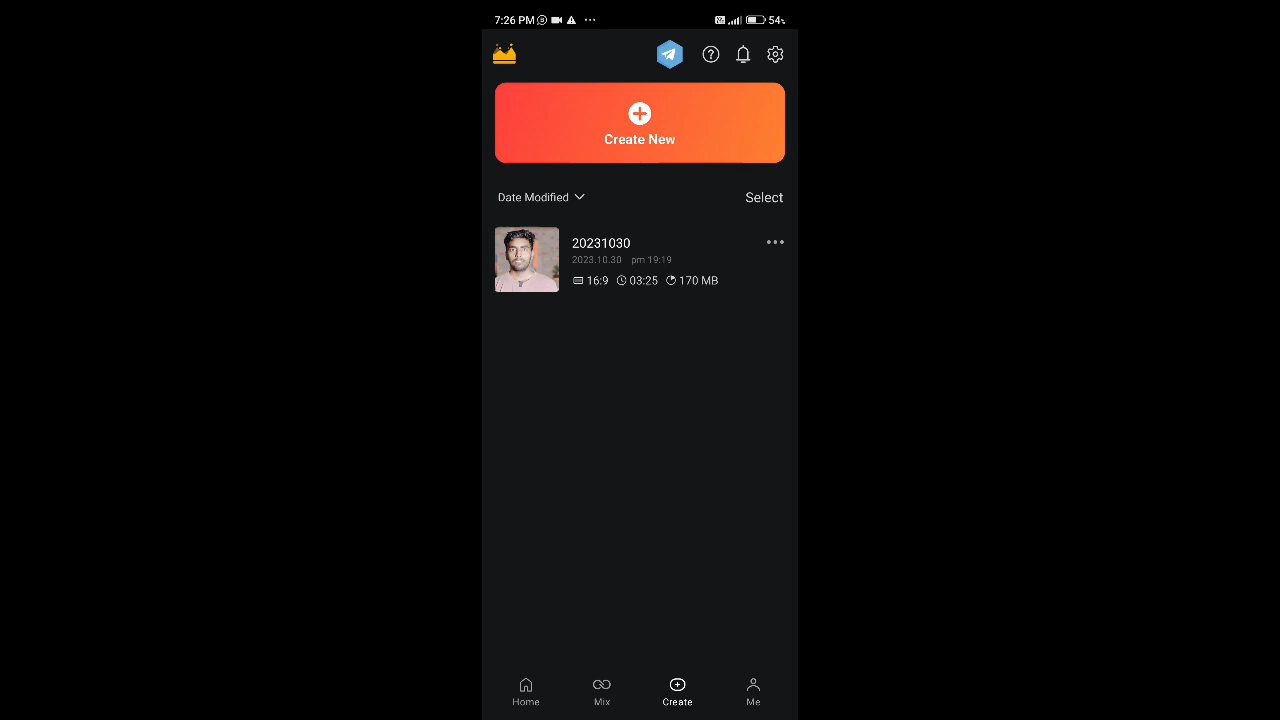 7:26 PM 54%
Create New
Date Modified Select
20231030
2023.10.30 pm 19:19
16:9 03:25 170 MB
Home Mix Create Me